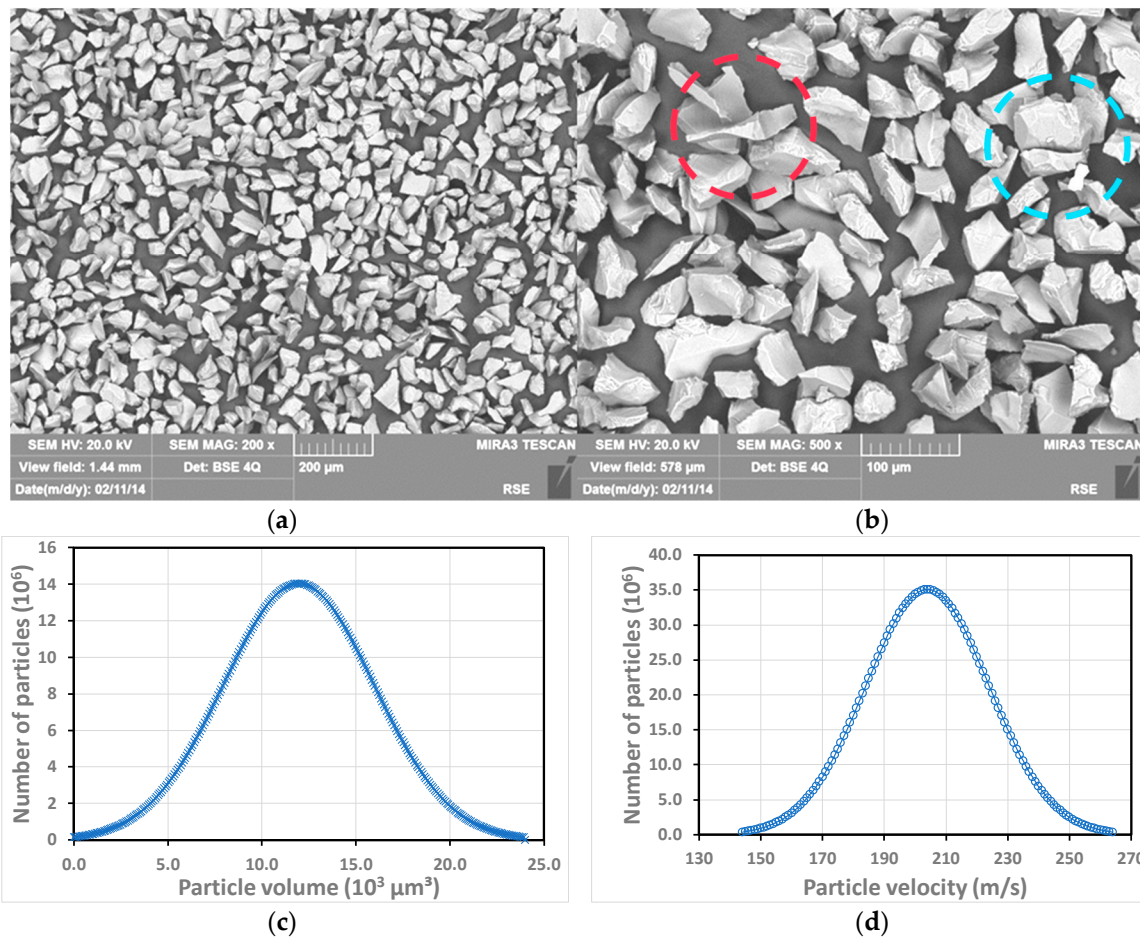 SEM HV: 20.0 kV SEM MAG: 200 x MIRA3 TESCAN
View field: 1.44 mm Det: BSE 4Q 200 µm
Date(m/d/y): 02/11/14 RSE
SEM HV: 20.0 kV SEM MAG: 500 x MIRA3 TESCAN
View field: 578 µm Det: BSE 4Q 100 µm
Date(m/d/y): 02/11/14 RSE
(a)
(b)
16
14
12
10
8
6
4
2
0
Number of particles (10⁶)
0.0 5.0 10.0 15.0 20.0 25.0
Particle volume (10³ µm³)
(c)
40.0
35.0
30.0
25.0
20.0
15.0
10.0
5.0
0.0
Number of particles (10⁶)
130 150 170 190 210 230 250 270
Particle velocity (m/s)
(d)